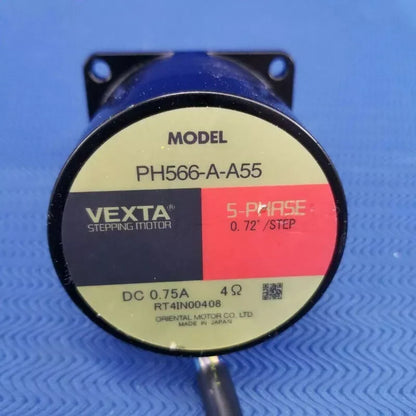 MODEL
PH566-A-A55
VEXTA®
STEPPING MOTOR
5-PHASE
0.72°/STEP
DC 0.75A 4Ω
RT4IN00408
ORIENTAL MOTOR CO. LTD.
MADE IN JAPAN